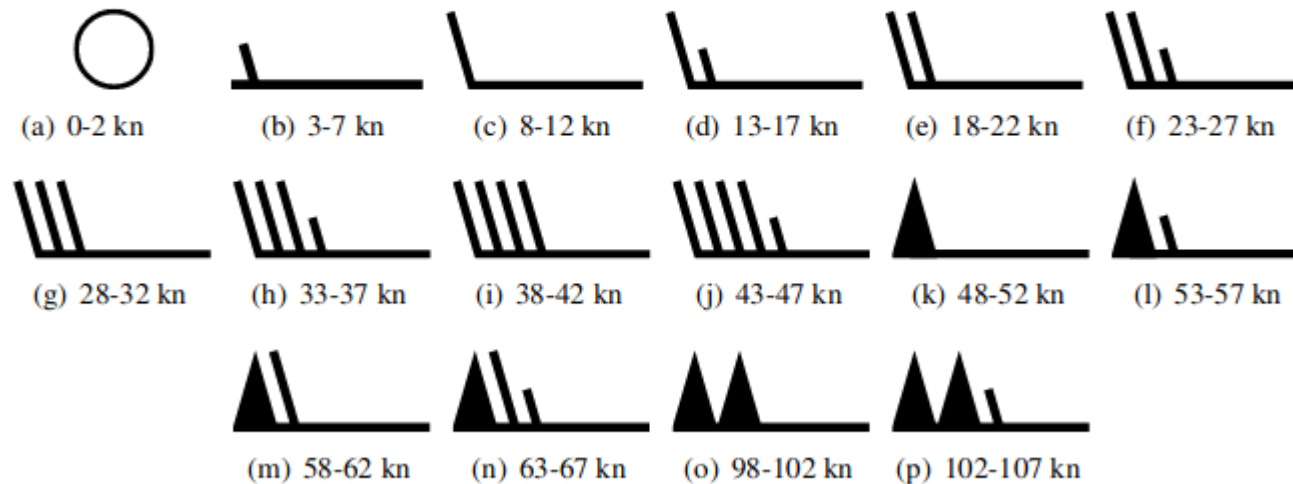 (a) 0-2 kn (b) 3-7 kn (c) 8-12 kn (d) 13-17 kn (e) 18-22 kn (f) 23-27 kn
(g) 28-32 kn (h) 33-37 kn (i) 38-42 kn (j) 43-47 kn (k) 48-52 kn (l) 53-57 kn
(m) 58-62 kn (n) 63-67 kn (o) 98-102 kn (p) 102-107 kn